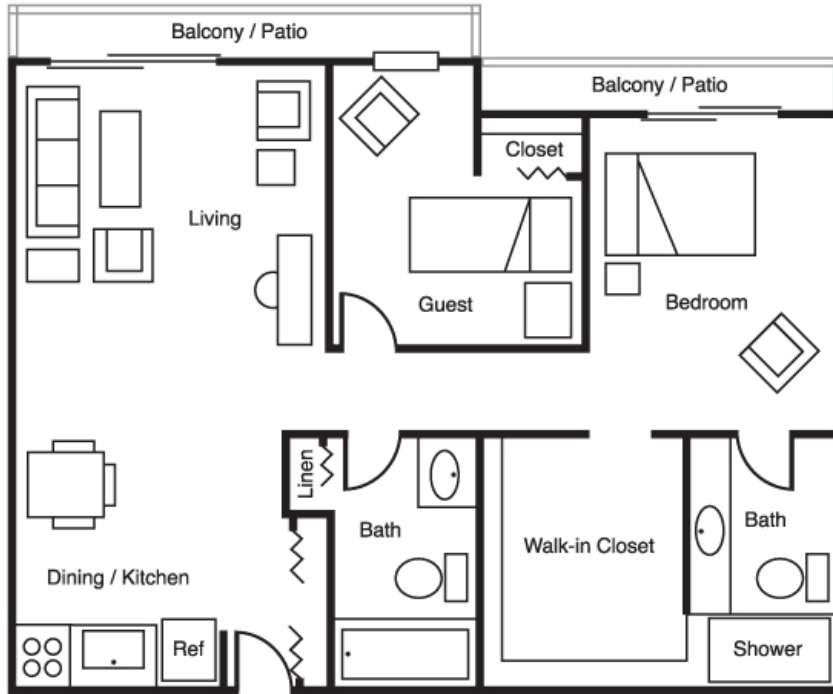 Balcony / Patio
Balcony / Patio
Closet
Living
Guest
Bedroom
Linen
Bath
Bath
Walk-in Closet
Dining / Kitchen
Ref
Shower